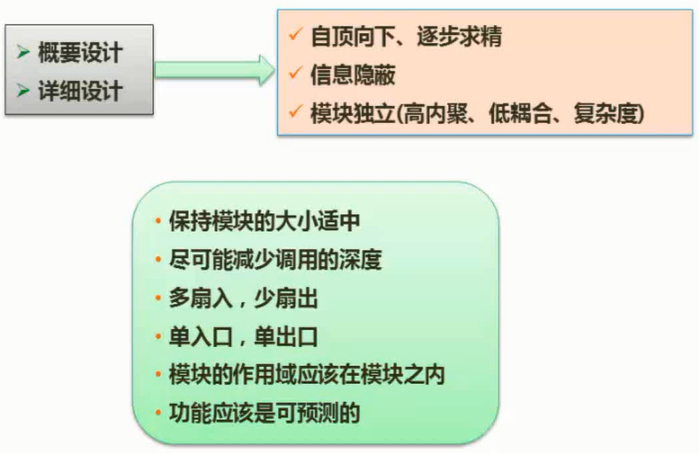 概要设计
详细设计
自顶向下、逐步求精
信息隐蔽
模块独立(高内聚、低耦合、复杂度)
保持模块的大小适中
尽可能减少调用的深度
多扇入，少扇出
单入口，单出口
模块的作用域应该在模块之内
功能应该是可预测的